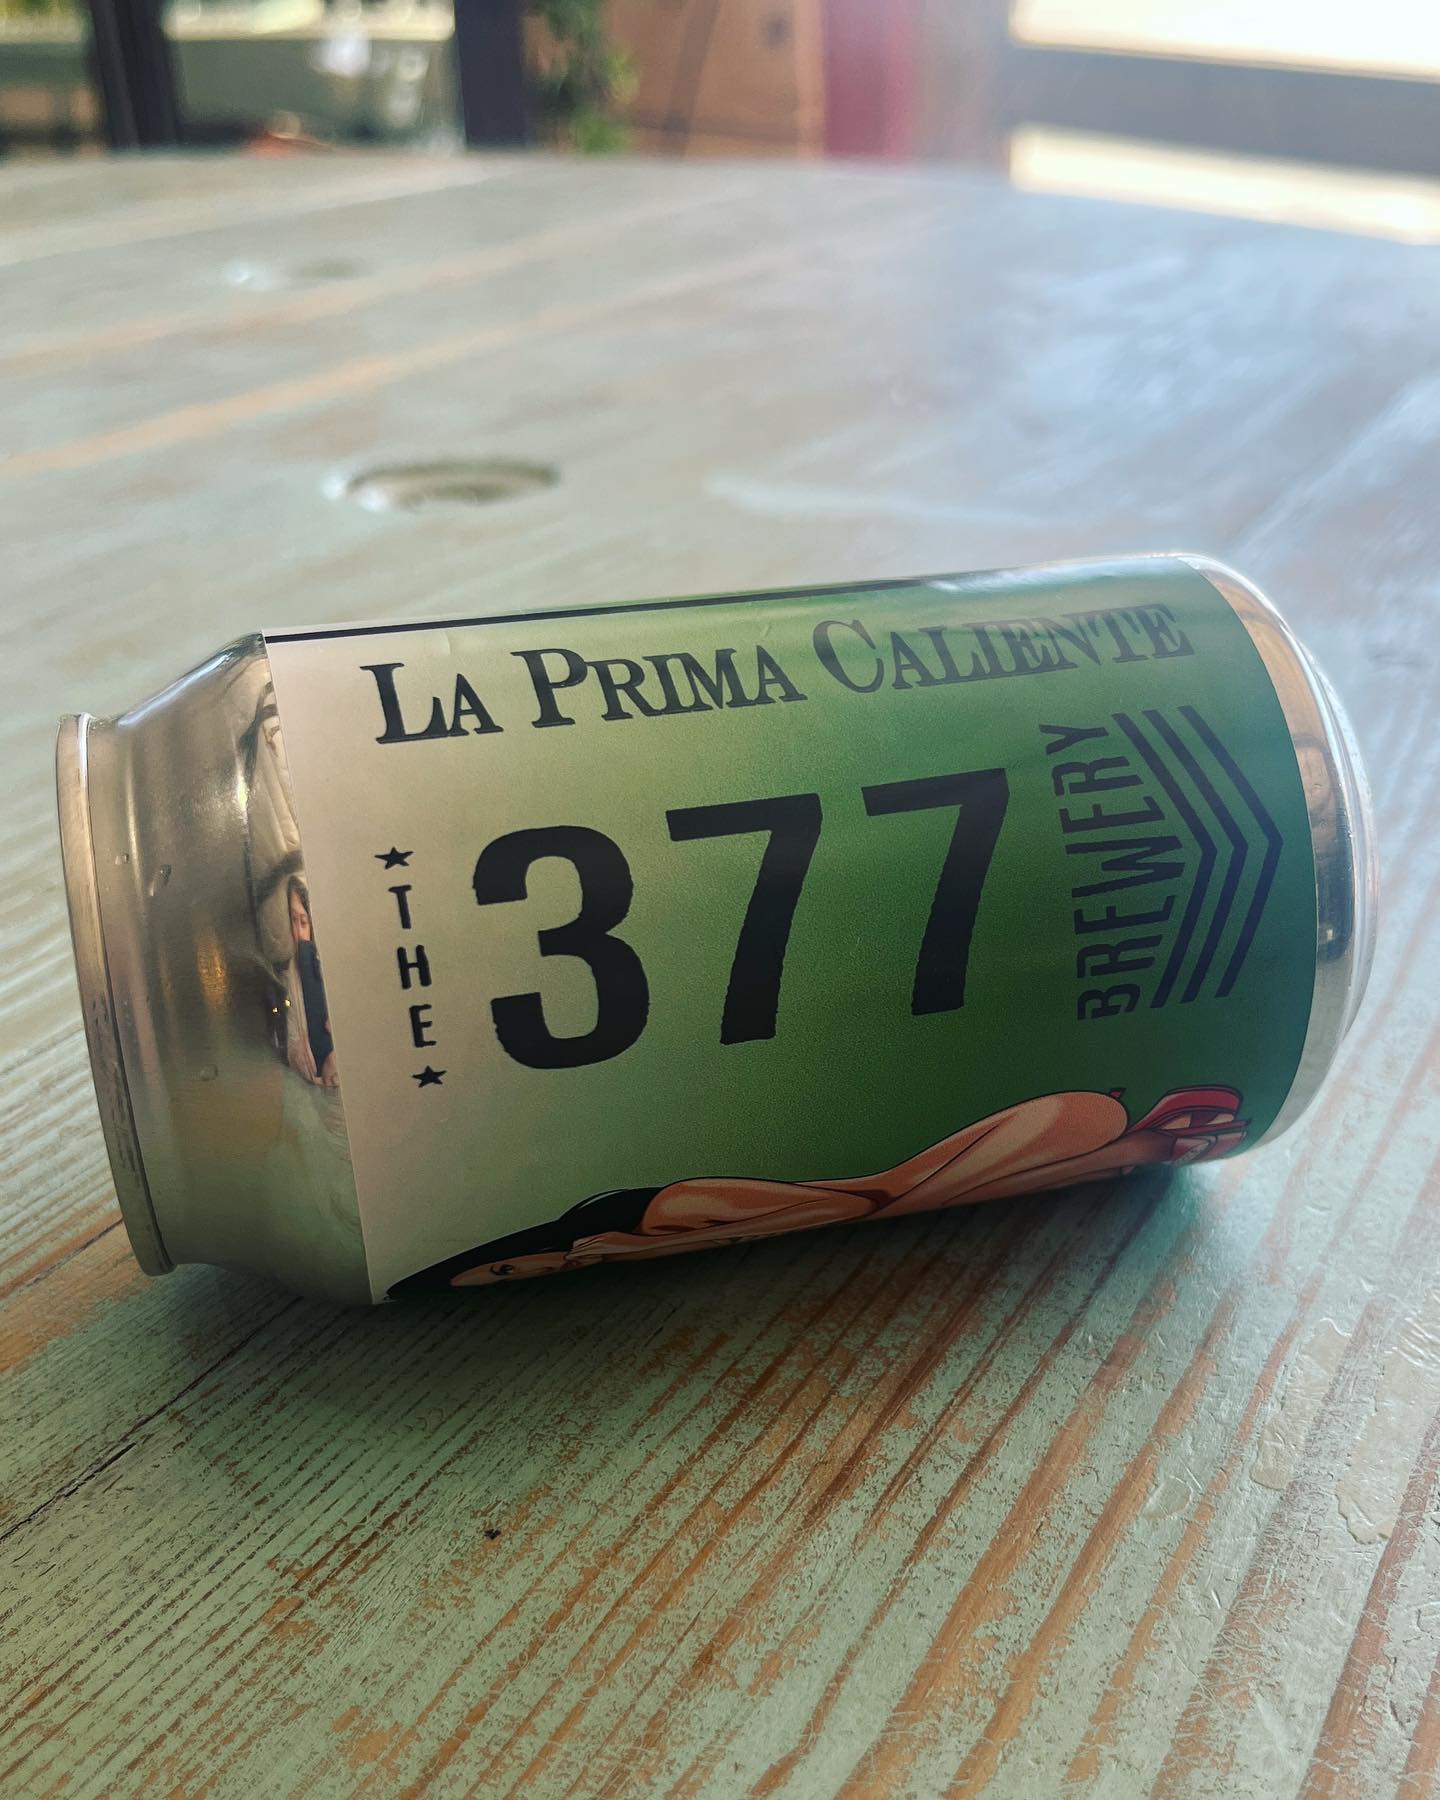 LA PRIMA CALIENTE
THE
377
BREWERY